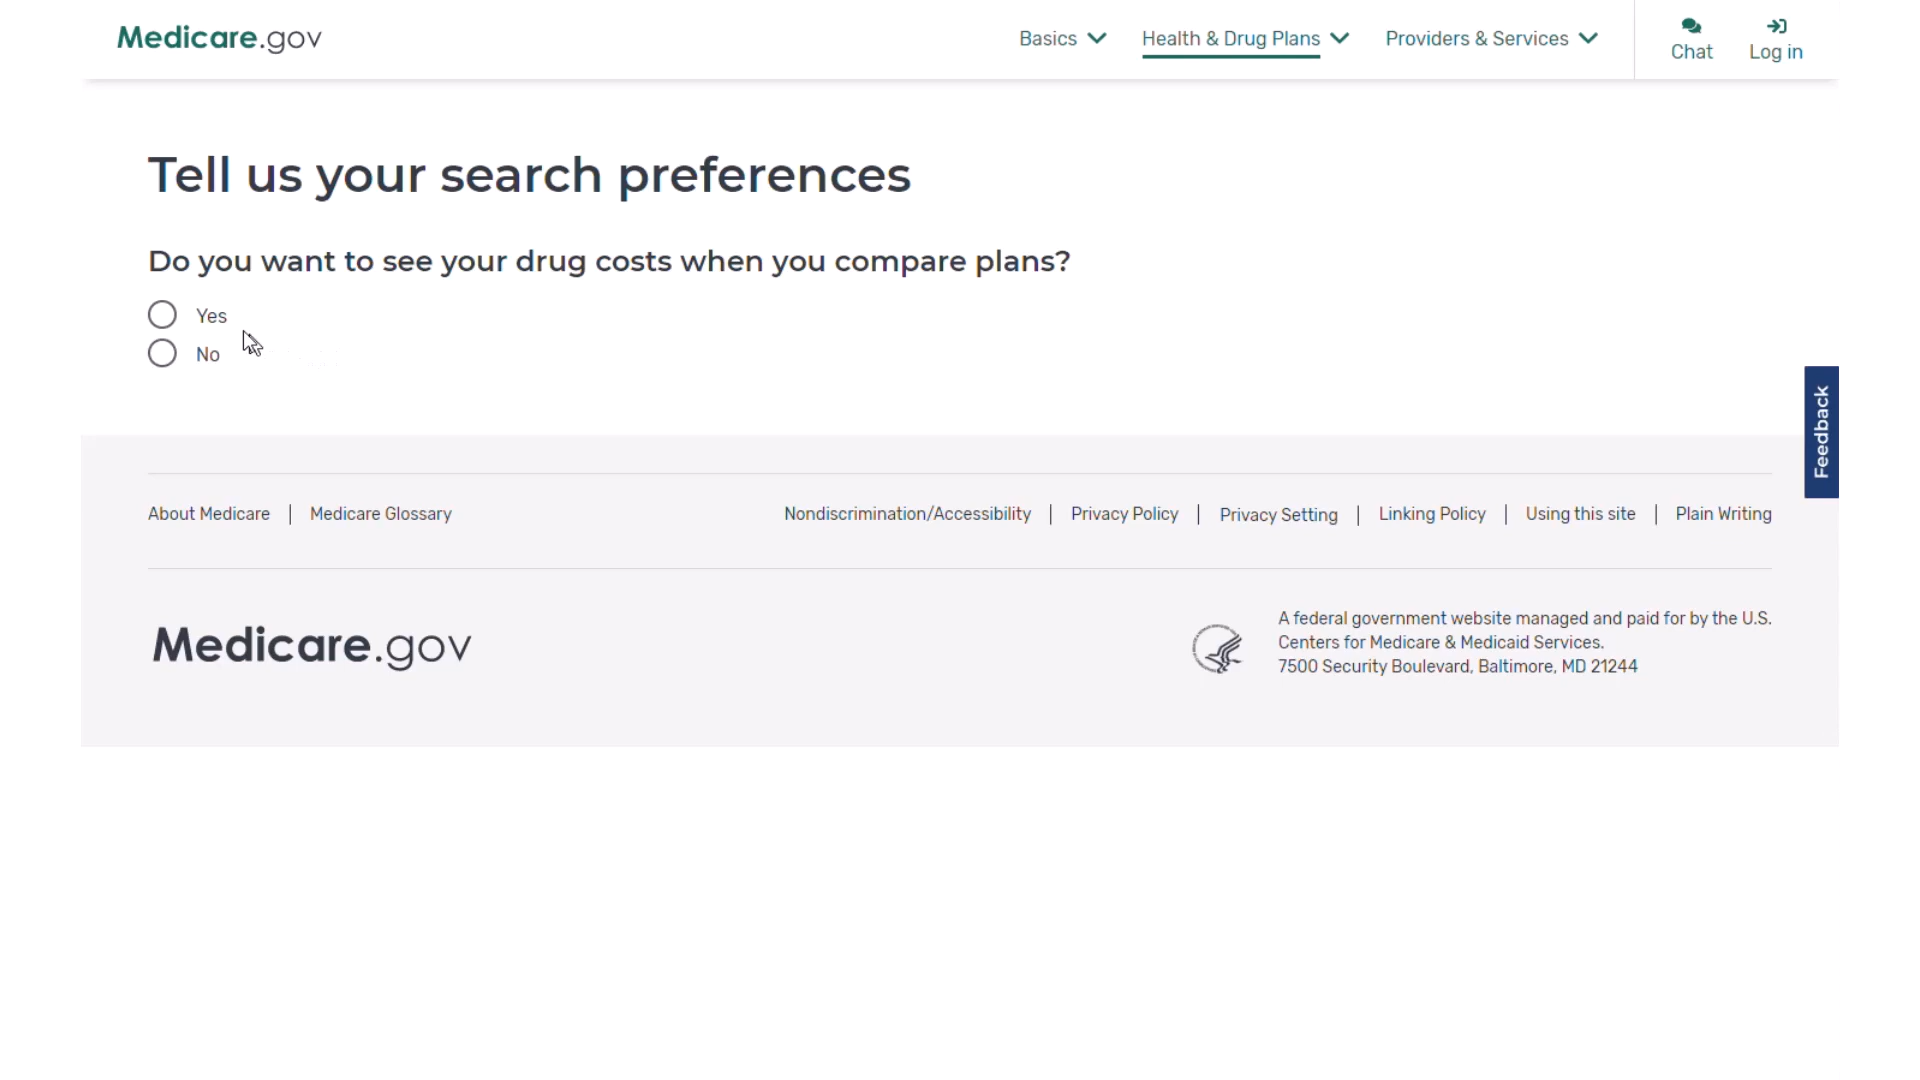 Medicare.gov
Basics
Health & Drug Plans
Providers & Services
Chat
Log in
Tell us your search preferences
Do you want to see your drug costs when you compare plans?
Yes
No
Feedback
About Medicare | Medicare Glossary
Nondiscrimination/Accessibility | Privacy Policy | Privacy Setting | Linking Policy | Using this site | Plain Writing
Medicare.gov
A federal government website managed and paid for by the U.S.
Centers for Medicare & Medicaid Services.
7500 Security Boulevard, Baltimore, MD 21244